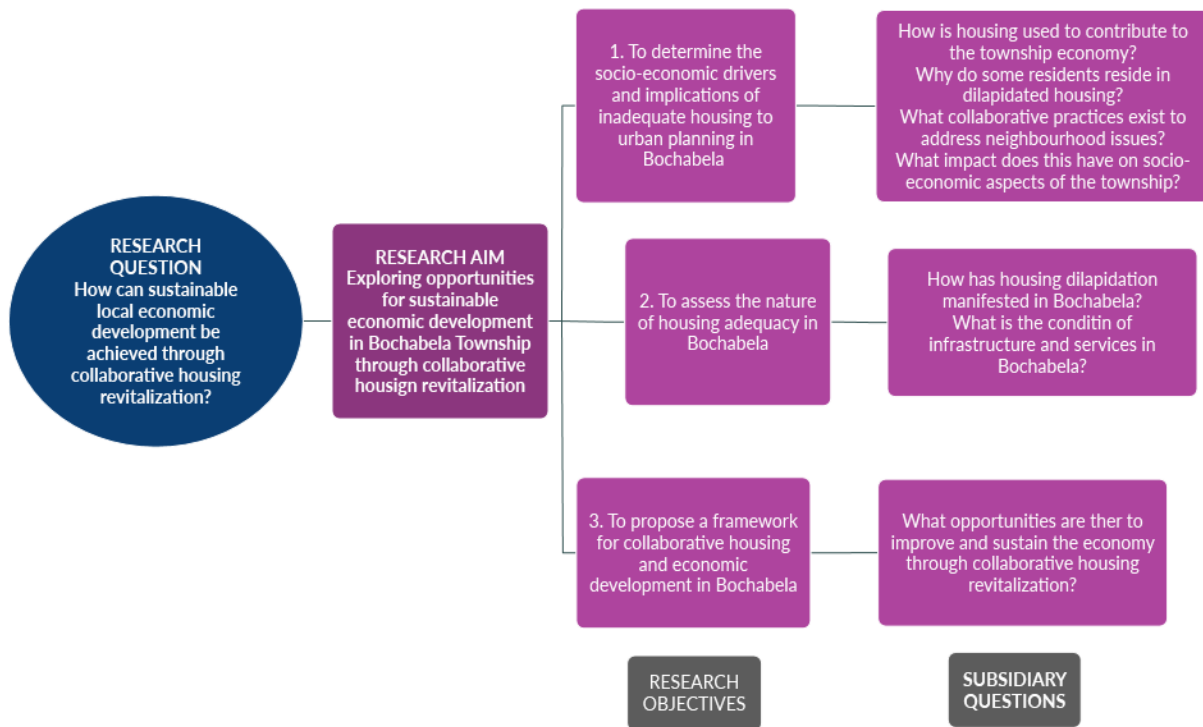 RESEARCH
QUESTION
How can sustainable
local economic
development be
achieved through
collaborative housing
revitalization?
RESEARCH AIM
Exploring opportunities
for sustainable
economic development
in Bochabela Township
through collaborative
housign revitalization
1. To determine the
socio-economic drivers
and implications of
inadequate housing to
urban planning in
Bochabela
How is housing used to contribute to
the township economy?
Why do some residents reside in
dilapidated housing?
What collaborative practices exist to
address neighbourhood issues?
What impact does this have on socio-
economic aspects of the township?
2. To assess the nature
of housing adequacy in
Bochabela
How has housing dilapidation
manifested in Bochabela?
What is the conditin of
infrastructure and services in
Bochabela?
3. To propose a framework
for collaborative housing
and economic
development in Bochabela
What opportunities are ther to
improve and sustain the economy
through collaborative housing
revitalization?
RESEARCH
OBJECTIVES
SUBSIDIARY
QUESTIONS